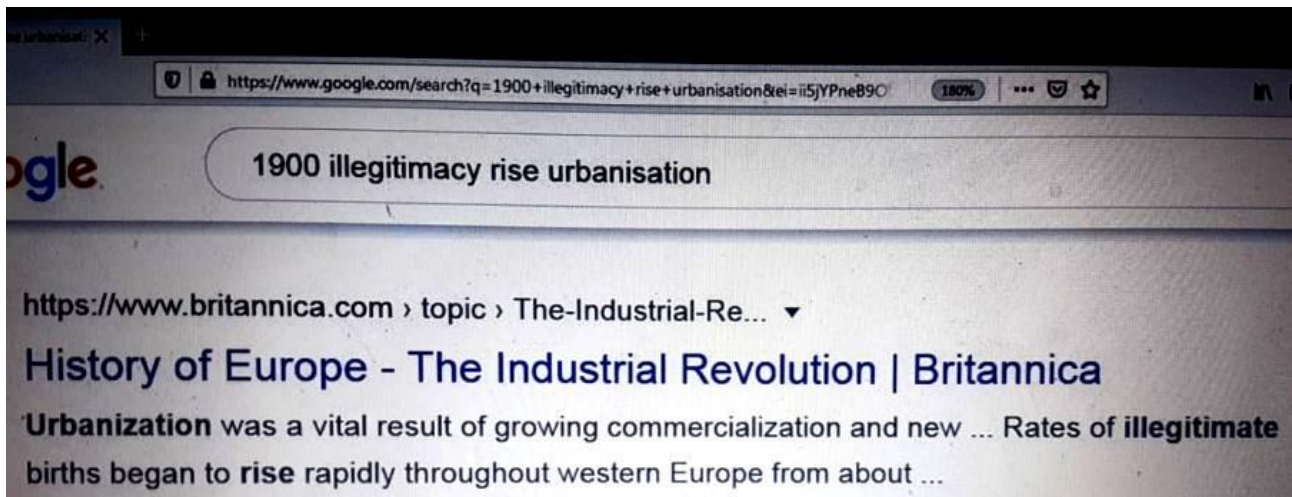 https://www.google.com/search?q=1900+illegitimacy+rise+urbanisation&ei=ii5jYPneB9O 180%
ogle
1900 illegitimacy rise urbanisation
https://www.britannica.com › topic › The-Industrial-Re...
History of Europe - The Industrial Revolution | Britannica
Urbanization was a vital result of growing commercialization and new ... Rates of illegitimate
births began to rise rapidly throughout western Europe from about ...